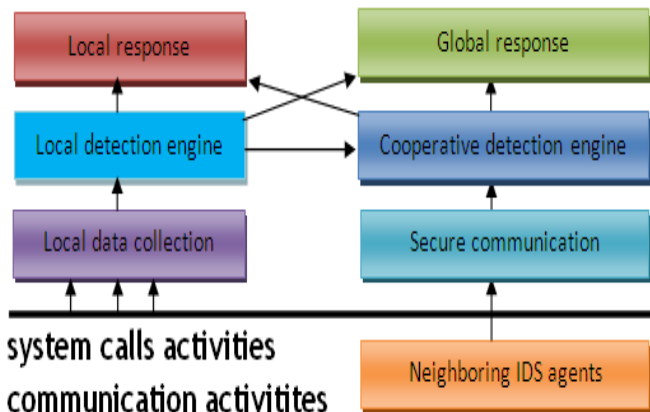 Local response
Global response
Local detection engine
Cooperative detection engine
Local data collection
Secure communication
system calls activities
communication activitites
Neighboring IDS agents